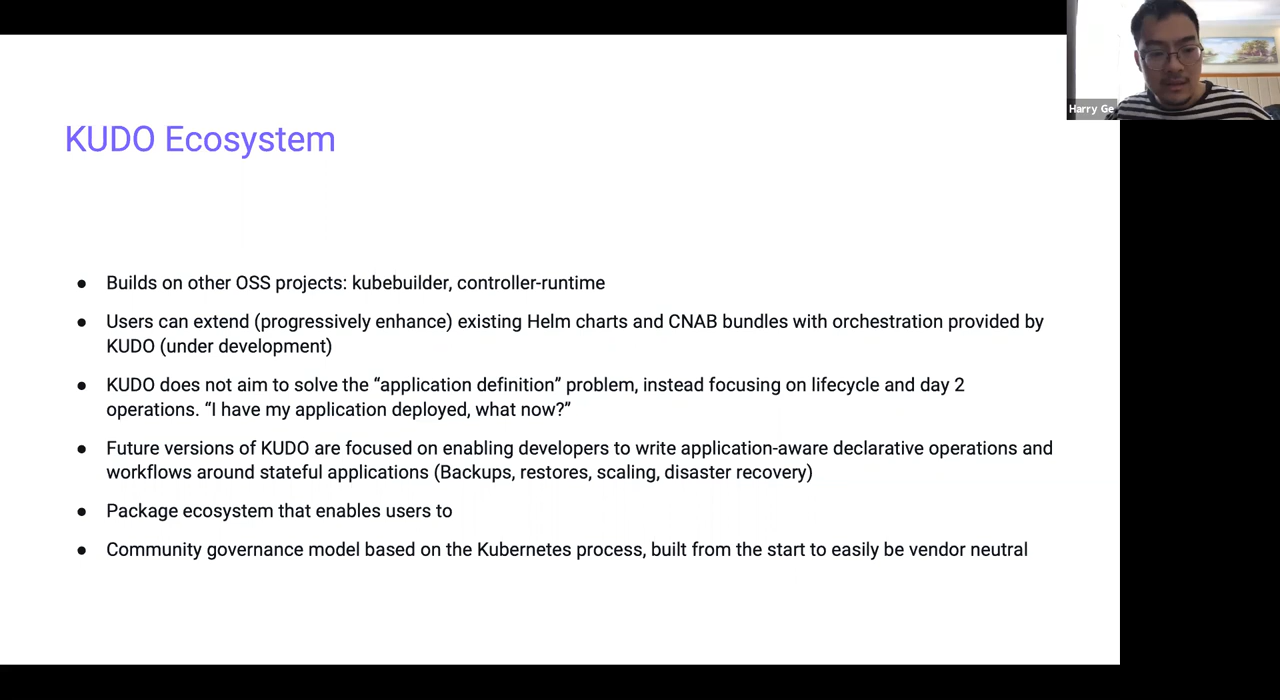 Harry Ge
KUDO Ecosystem
● Builds on other OSS projects: kubebuilder, controller-runtime
● Users can extend (progressively enhance) existing Helm charts and CNAB bundles with orchestration provided by
KUDO (under development)
● KUDO does not aim to solve the “application definition” problem, instead focusing on lifecycle and day 2
operations. “I have my application deployed, what now?”
● Future versions of KUDO are focused on enabling developers to write application-aware declarative operations and
workflows around stateful applications (Backups, restores, scaling, disaster recovery)
● Package ecosystem that enables users to
● Community governance model based on the Kubernetes process, built from the start to easily be vendor neutral